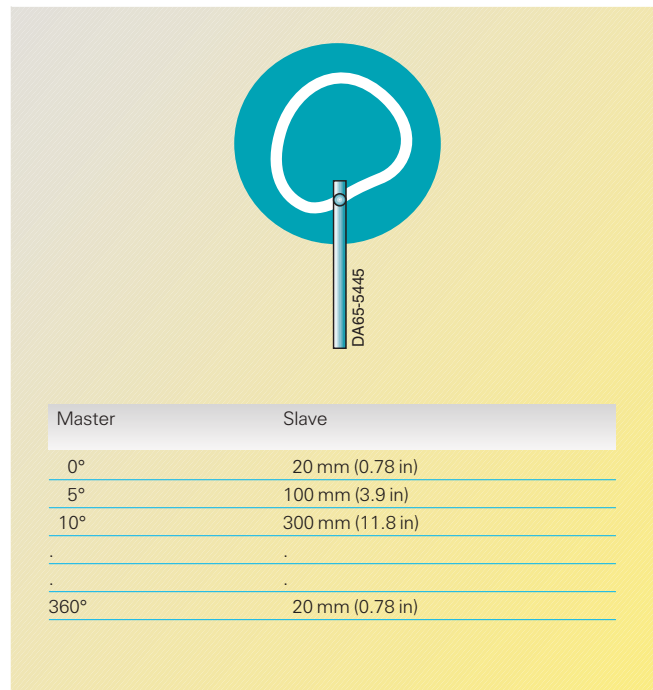 DA65-5445
Master Slave
0° 20 mm (0.78 in)
5° 100 mm (3.9 in)
10° 300 mm (11.8 in)
. .
. .
360° 20 mm (0.78 in)